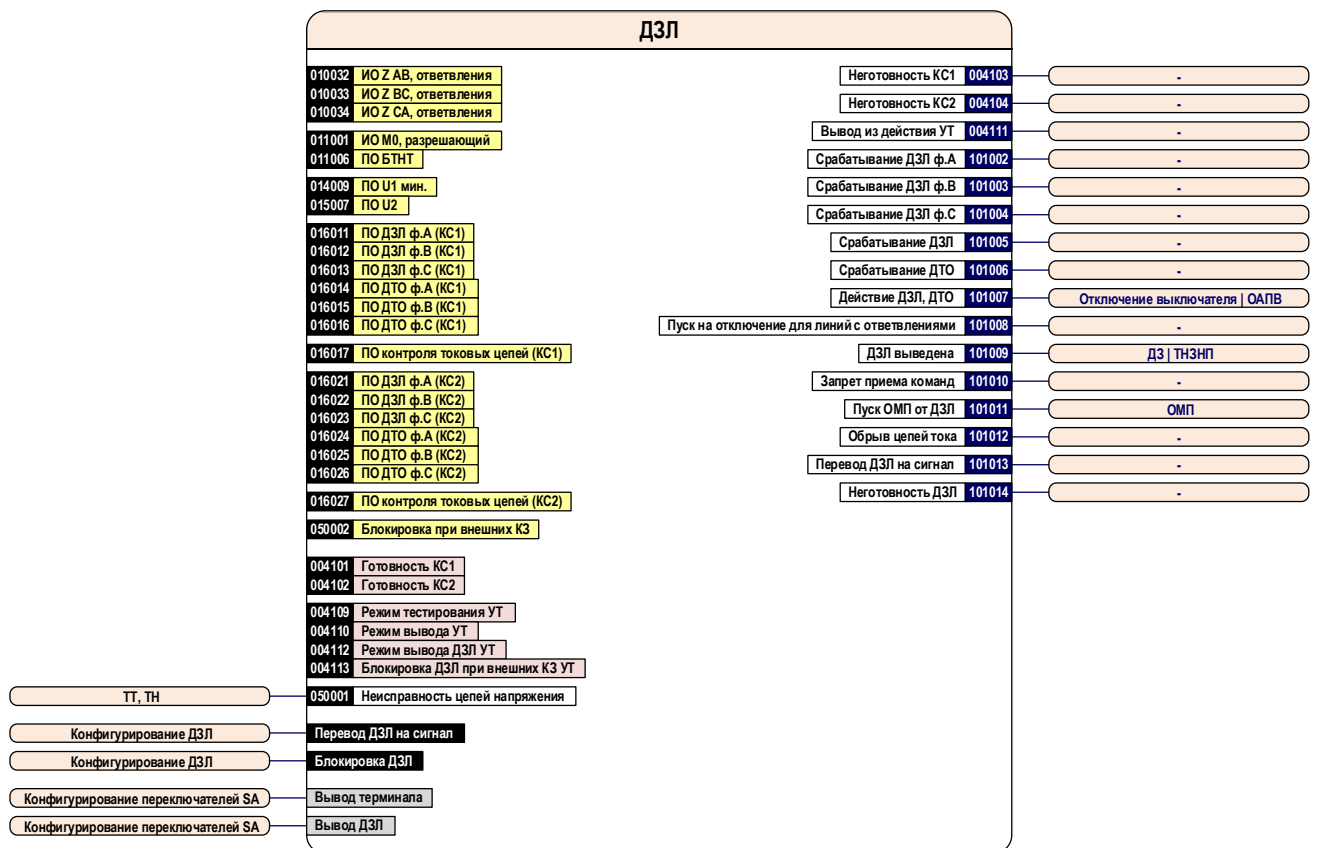 ДЗЛ
010032 ИО Z AB, ответвления
010033 ИО Z BC, ответвления
010034 ИО Z CA, ответвления
011001 ИО М0, разрешающий
011006 ПО БТНТ
014009 ПО U1 мин.
015007 ПО U2
016011 ПО ДЗЛ ф.А (КС1)
016012 ПО ДЗЛ ф.В (КС1)
016013 ПО ДЗЛ ф.С (КС1)
016014 ПО ДТО ф.А (КС1)
016015 ПО ДТО ф.В (КС1)
016016 ПО ДТО ф.С (КС1)
016017 ПО контроля токовых цепей (КС1)
016021 ПО ДЗЛ ф.А (КС2)
016022 ПО ДЗЛ ф.В (КС2)
016023 ПО ДЗЛ ф.С (КС2)
016024 ПО ДТО ф.А (КС2)
016025 ПО ДТО ф.В (КС2)
016026 ПО ДТО ф.С (КС2)
016027 ПО контроля токовых цепей (КС2)
050002 Блокировка при внешних КЗ
004101 Готовность КС1
004102 Готовность КС2
004109 Режим тестирования УТ
004110 Режим вывода УТ
004112 Режим вывода ДЗЛ УТ
004113 Блокировка ДЗЛ при внешних КЗ УТ
ТТ, ТН 050001 Неисправность цепей напряжения
Конфигурирование ДЗЛ Перевод ДЗЛ на сигнал
Конфигурирование ДЗЛ Блокировка ДЗЛ
Конфигурирование переключателей SA Вывод терминала
Конфигурирование переключателей SA Вывод ДЗЛ
Неготовность КС1 004103 -
Неготовность КС2 004104 -
Вывод из действия УТ 004111 -
Срабатывание ДЗЛ ф.А 101002 -
Срабатывание ДЗЛ ф.В 101003 -
Срабатывание ДЗЛ ф.С 101004 -
Срабатывание ДЗЛ 101005 -
Срабатывание ДТО 101006 -
Действие ДЗЛ, ДТО 101007 Отключение выключателя | ОАПВ
Пуск на отключение для линий с ответвлениями 101008 -
ДЗЛ выведена 101009 ДЗ | ТНЗНП
Запрет приема команд 101010 -
Пуск ОМП от ДЗЛ 101011 ОМП
Обрыв цепей тока 101012 -
Перевод ДЗЛ на сигнал 101013 -
Неготовность ДЗЛ 101014 -